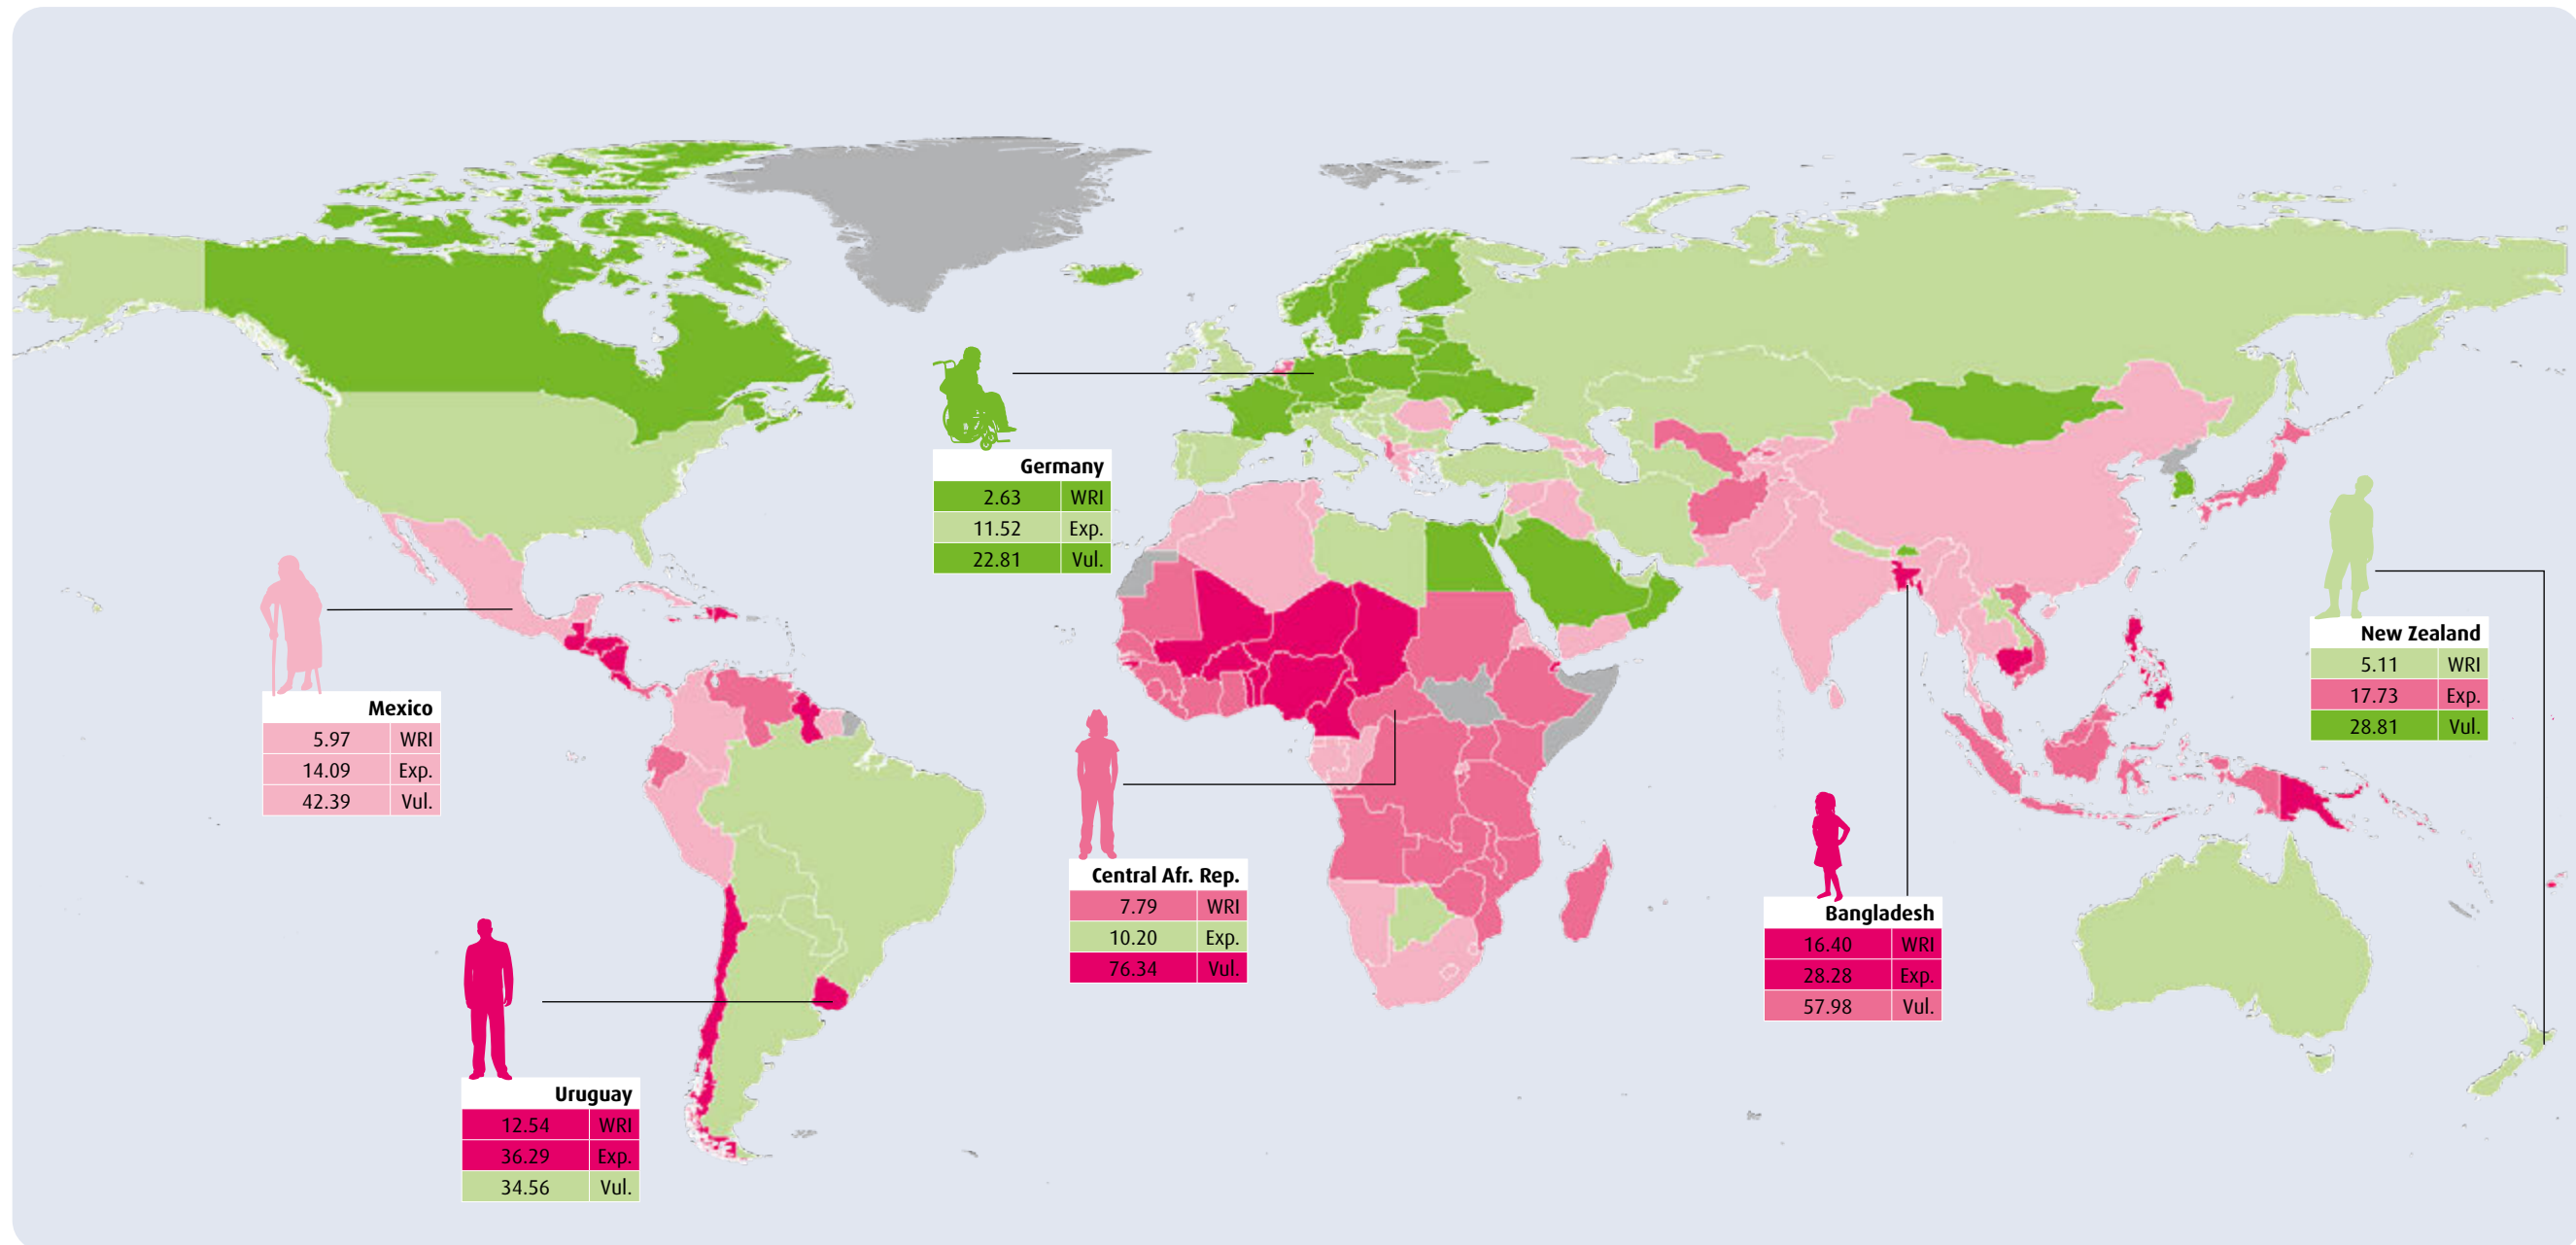 Germany
2.63 WRI
11.52 Exp.
22.81 Vul.
New Zealand
5.11 WRI
17.73 Exp.
28.81 Vul.
Mexico
5.97 WRI
14.09 Exp.
42.39 Vul.
Central Afr. Rep.
7.79 WRI
10.20 Exp.
76.34 Vul.
Bangladesh
16.40 WRI
28.28 Exp.
57.98 Vul.
Uruguay
12.54 WRI
36.29 Exp.
34.56 Vul.